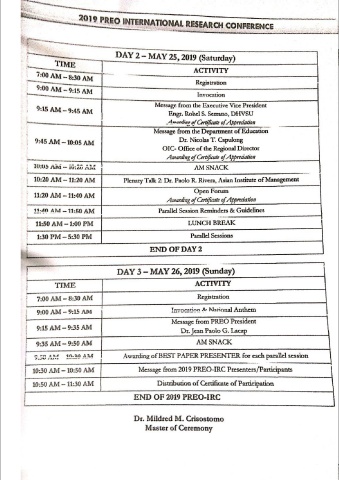 2019 PREO INTERNATIONAL RESEARCH CONFERENCE
DAY 2 – MAY 25, 2019 (Saturday)
TIME ACTIVITY
7:00 AM – 8:30 AM Registration
9:00 AM – 9:15 AM Invocation
9:15 AM – 9:45 AM Message from the Executive Vice President
Engr. Rohel S. Serrano, DHVSU
Awarding of Certificate of Appreciation
9:45 AM – 10:05 AM Message from the Department of Education
Dr. Nicolas T. Capulong
OIC- Office of the Regional Director
Awarding of Certificate of Appreciation
10:05 AM – 10:20 AM AM SNACK
10:20 AM – 11:20 AM Plenary Talk 2: Dr. Paolo R. Rivera, Asian Institute of Management
11:20 AM – 11:40 AM Open Forum
Awarding of Certificate of Appreciation
11:40 AM – 11:50 AM Parallel Session Reminders & Guidelines
11:50 AM – 1:00 PM LUNCH BREAK
1:30 PM – 5:30 PM Parallel Sessions
END OF DAY 2
DAY 3 – MAY 26, 2019 (Sunday)
TIME ACTIVITY
7:00 AM – 8:30 AM Registration
9:00 AM – 9:15 AM Invocation & National Anthem
9:15 AM – 9:35 AM Message from PREO President
Dr. Jean Paolo G. Lacap
9:35 AM – 9:50 AM AM SNACK
9:50 AM – 10:30 AM Awarding of BEST PAPER PRESENTER for each parallel session
10:30 AM – 10:50 AM Message from 2019 PREO-IRC Presenters/Participants
10:50 AM – 11:30 AM Distribution of Certificate of Participation
END OF 2019 PREO-IRC
Dr. Mildred M. Crisostomo
Master of Ceremony